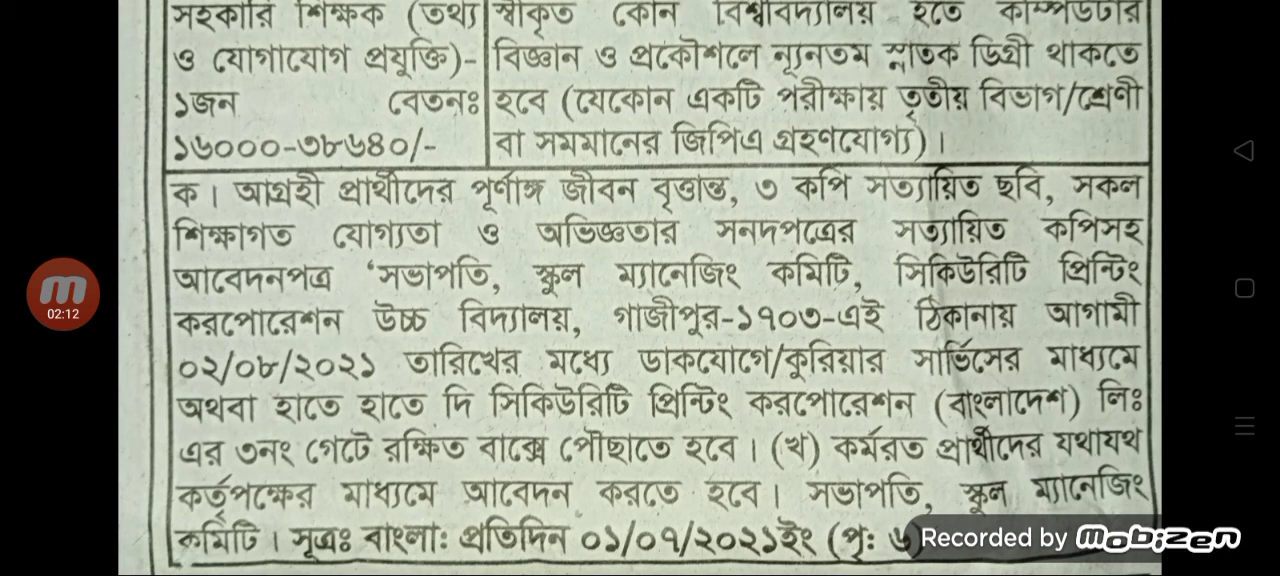 সহকারি শিক্ষক (তথ্য
ও যোগাযোগ প্রযুক্তি)-
১জন বেতনঃ
১৬০০০-৩৮৬৪০/-
স্বীকৃত কোন বিশ্ববিদ্যালয় হতে কম্পিউটার
বিজ্ঞান ও প্রকৌশলে ন্যূনতম স্নাতক ডিগ্রী থাকতে
হবে (যেকোন একটি পরীক্ষায় তৃতীয় বিভাগ/শ্রেণী
বা সমমানের জিপিএ গ্রহণযোগ্য)।
ক। আগ্রহী প্রার্থীদের পূর্ণাঙ্গ জীবন বৃত্তান্ত, ৩ কপি সত্যায়িত ছবি, সকল
শিক্ষাগত যোগ্যতা ও অভিজ্ঞতার সনদপত্রের সত্যায়িত কপিসহ
আবেদনপত্র ‘সভাপতি, স্কুল ম্যানেজিং কমিটি, সিকিউরিটি প্রিন্টিং
করপোরেশন উচ্চ বিদ্যালয়, গাজীপুর-১৭০৩-এই ঠিকানায় আগামী
০২/০৮/২০২১ তারিখের মধ্যে ডাকযোগে/কুরিয়ার সার্ভিসের মাধ্যমে
অথবা হাতে হাতে দি সিকিউরিটি প্রিন্টিং করপোরেশন (বাংলাদেশ) লিঃ
এর ৩নং গেটে রক্ষিত বাক্সে পৌছাতে হবে। (খ) কর্মরত প্রার্থীদের যথাযথ
কর্তৃপক্ষের মাধ্যমে আবেদন করতে হবে। সভাপতি, স্কুল ম্যানেজিং
কমিটি। সূত্রঃ বাংলা: প্রতিদিন ০১/০৭/২০২১ইং (পৃ: ৬)
02:12
Recorded by mobizen